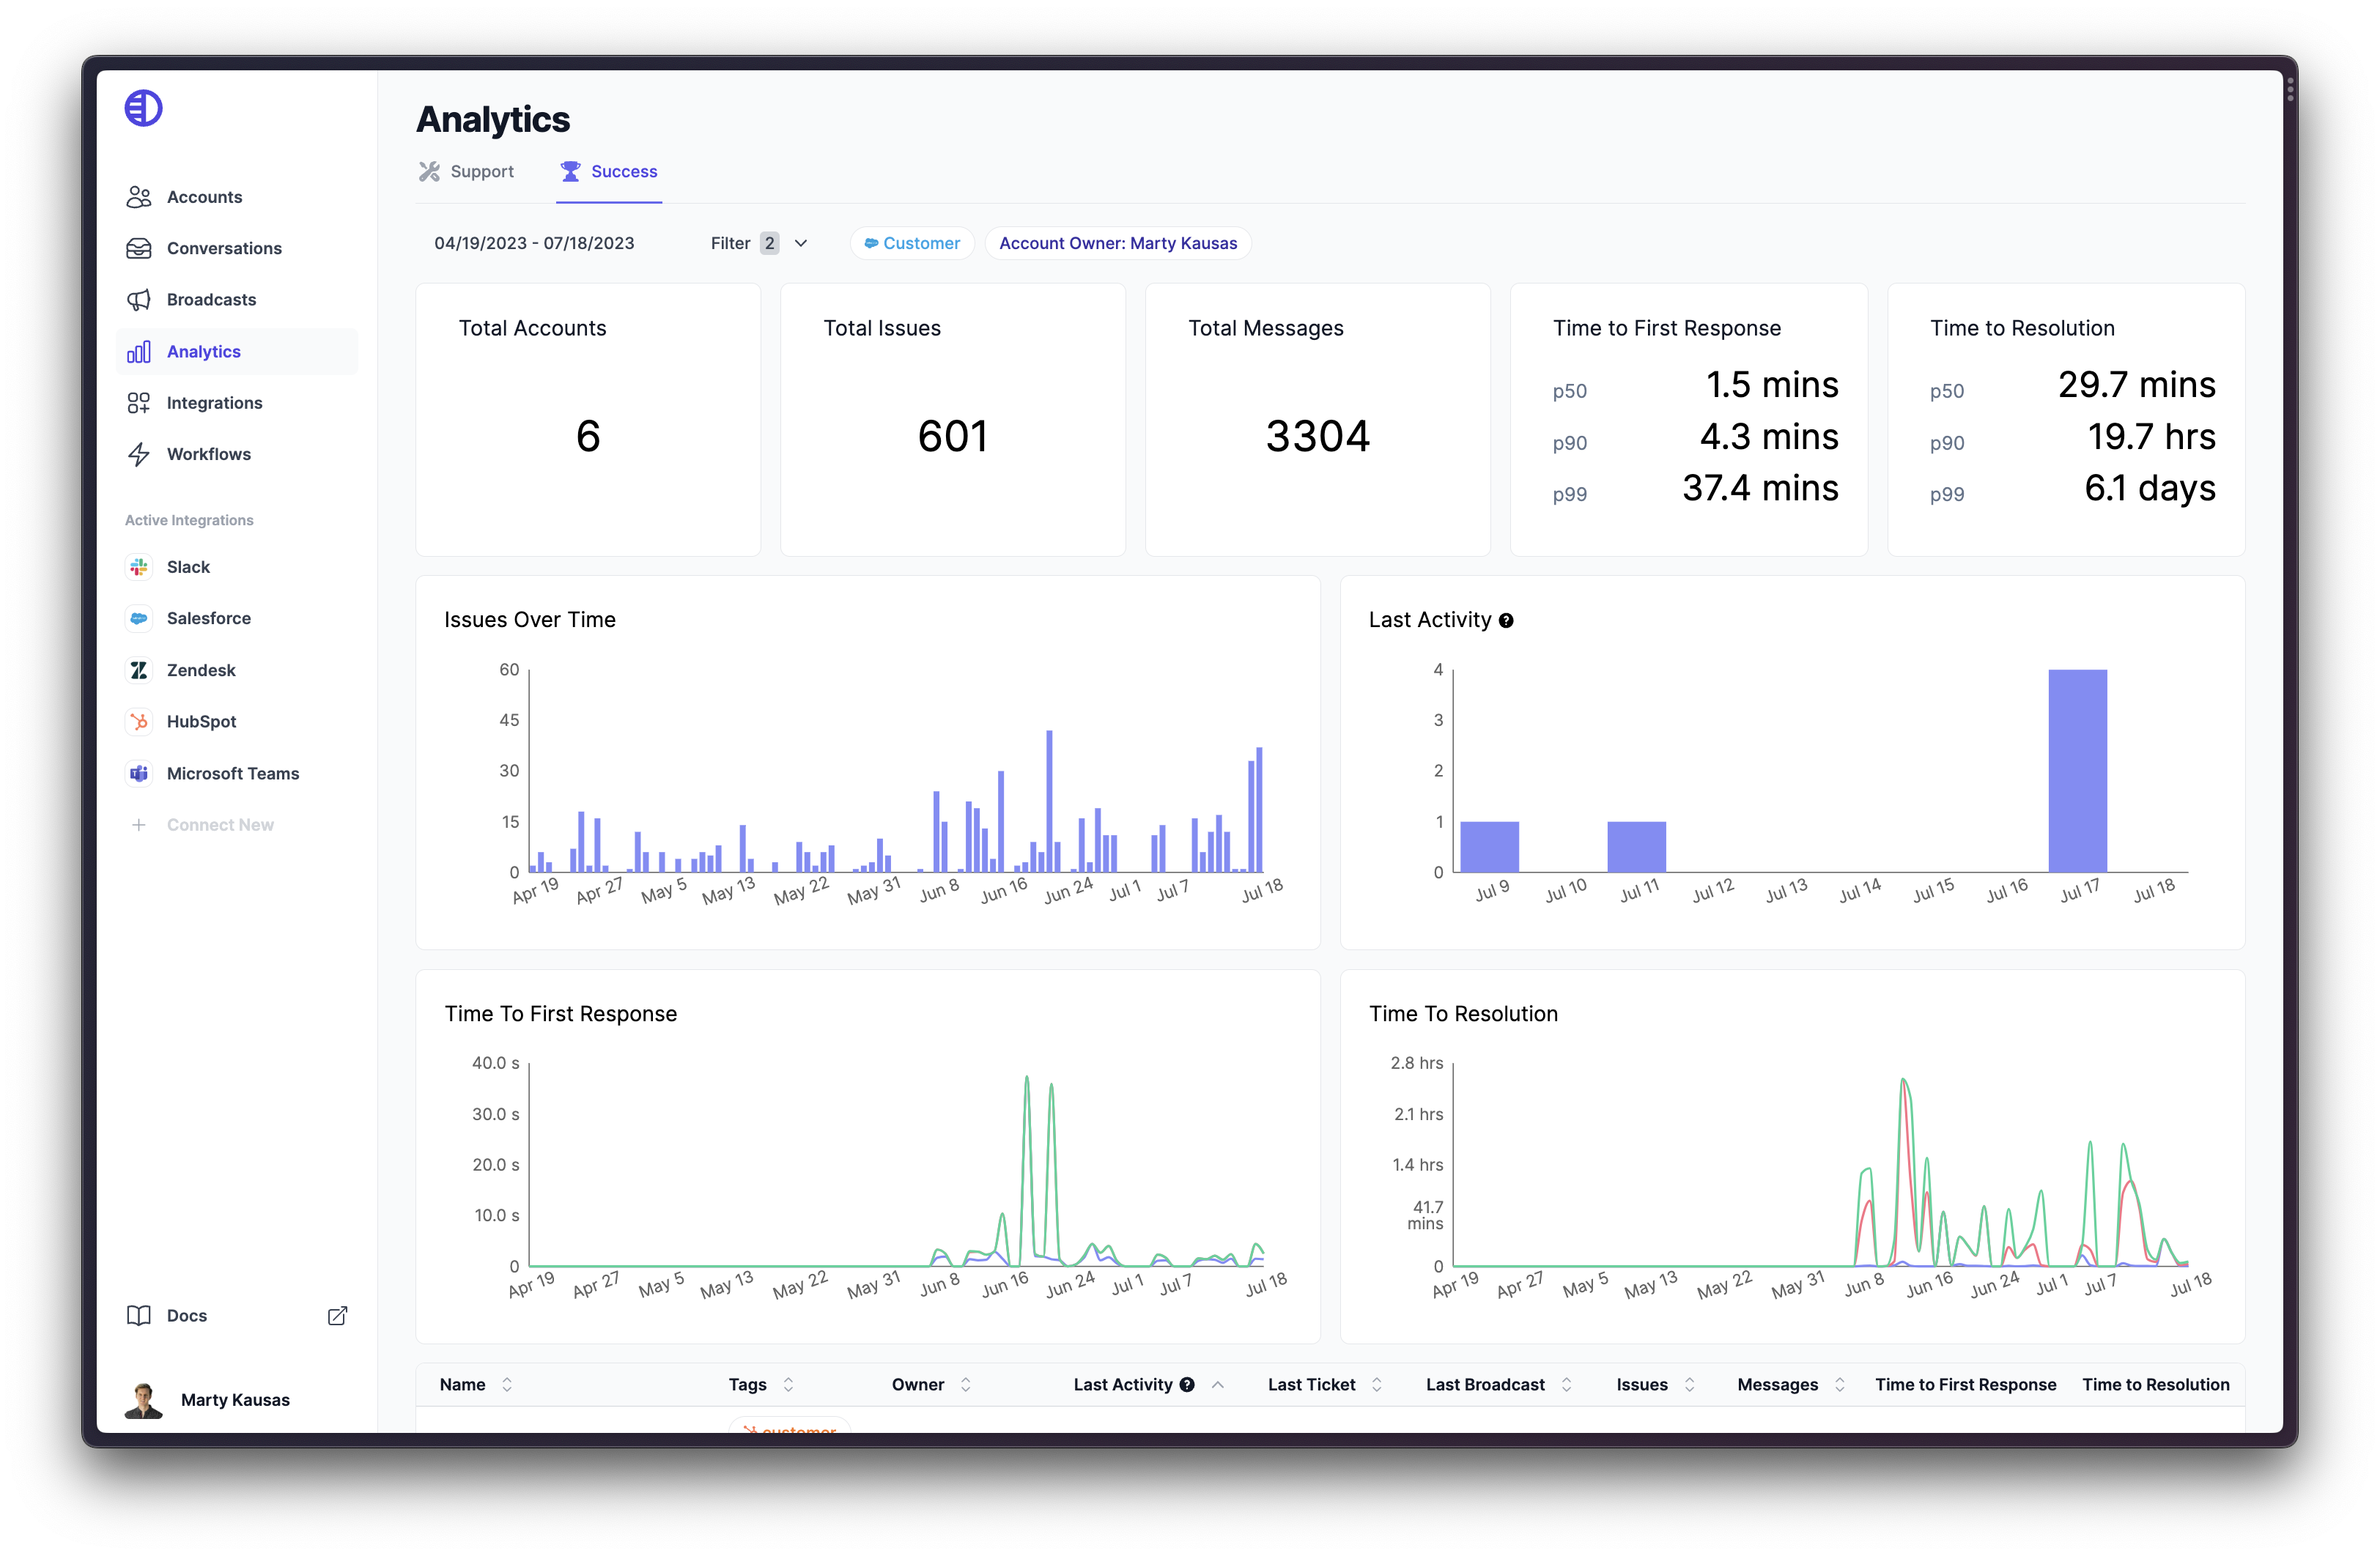 Accounts
Conversations
Broadcasts
Analytics
Integrations
Workflows
Active Integrations
Slack
Salesforce
Zendesk
HubSpot
Microsoft Teams
Connect New
Docs
Marty Kausas
Analytics
Support Success
04/19/2023 - 07/18/2023 Filter 2 Customer Account Owner: Marty Kausas
Total Accounts
6
Total Issues
601
Total Messages
3304
Time to First Response
p50 1.5 mins
p90 4.3 mins
p99 37.4 mins
Time to Resolution
p50 29.7 mins
p90 19.7 hrs
p99 6.1 days
Issues Over Time
60
45
30
15
0
Apr 19 Apr 27 May 5 May 13 May 22 May 31 Jun 8 Jun 16 Jun 24 Jul 1 Jul 7 Jul 18
Last Activity ?
4
3
2
1
0
Jul 9 Jul 10 Jul 11 Jul 12 Jul 13 Jul 14 Jul 15 Jul 16 Jul 17 Jul 18
Time To First Response
40.0 s
30.0 s
20.0 s
10.0 s
0
Apr 19 Apr 27 May 5 May 13 May 22 May 31 Jun 8 Jun 16 Jun 24 Jul 1 Jul 7 Jul 18
Time To Resolution
2.8 hrs
2.1 hrs
1.4 hrs
41.7
mins
0
Apr 19 Apr 27 May 5 May 13 May 22 May 31 Jun 8 Jun 16 Jun 24 Jul 1 Jul 7 Jul 18
Name Tags Owner Last Activity ? Last Ticket Last Broadcast Issues Messages Time to First Response Time to Resolution
customer